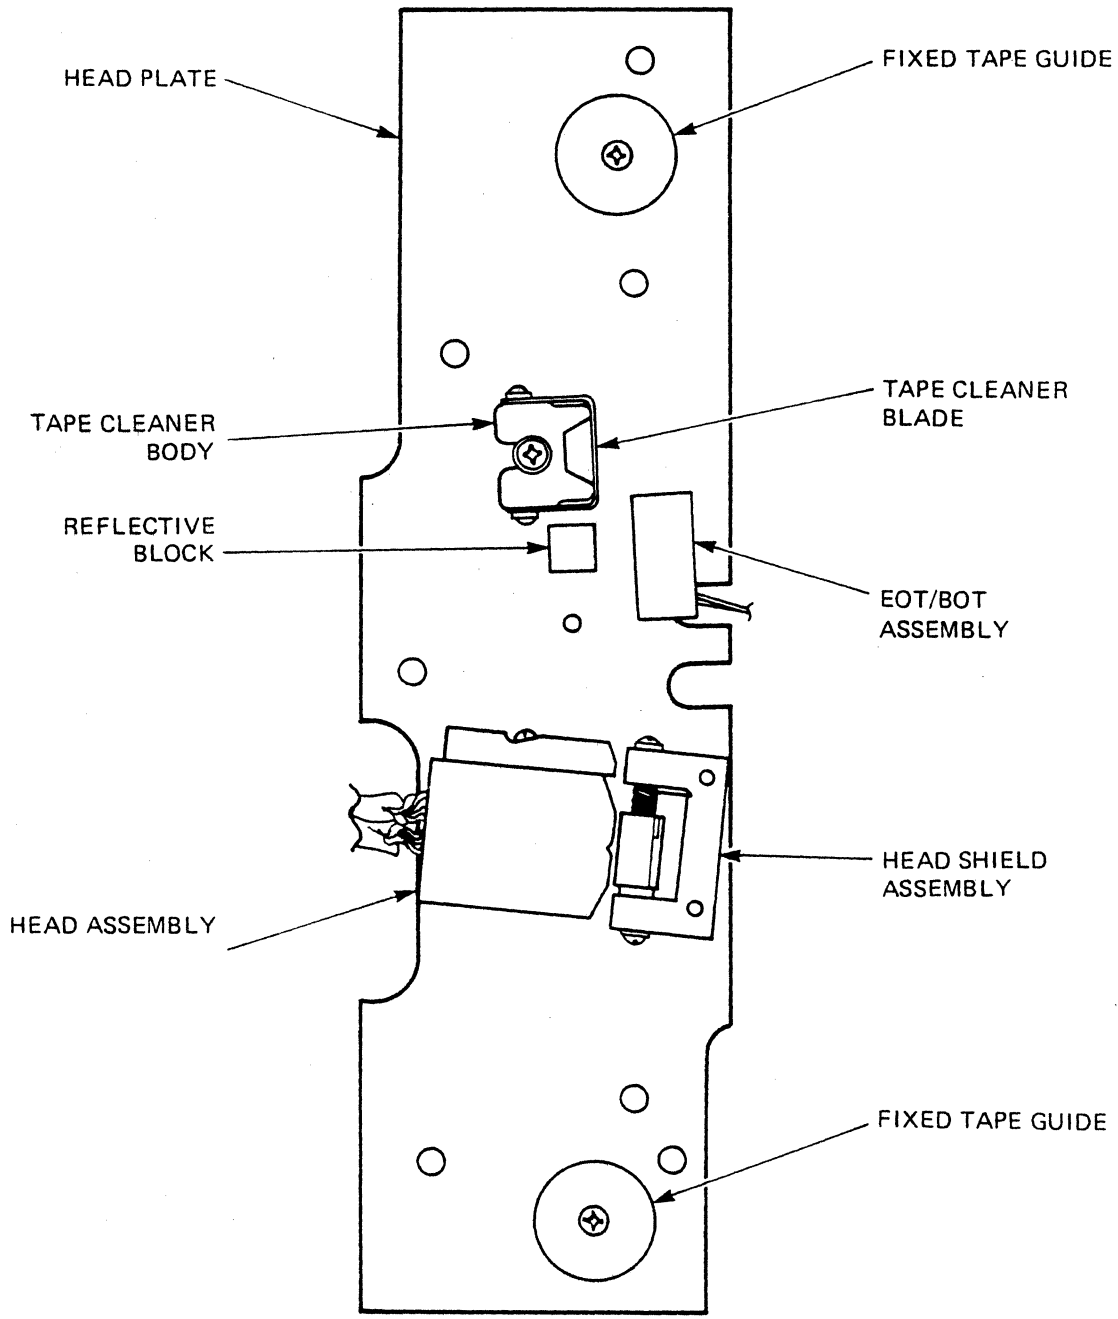 HEAD PLATE
FIXED TAPE GUIDE
TAPE CLEANER
BODY
TAPE CLEANER
BLADE
REFLECTIVE
BLOCK
EOT/BOT
ASSEMBLY
HEAD ASSEMBLY
HEAD SHIELD
ASSEMBLY
FIXED TAPE GUIDE